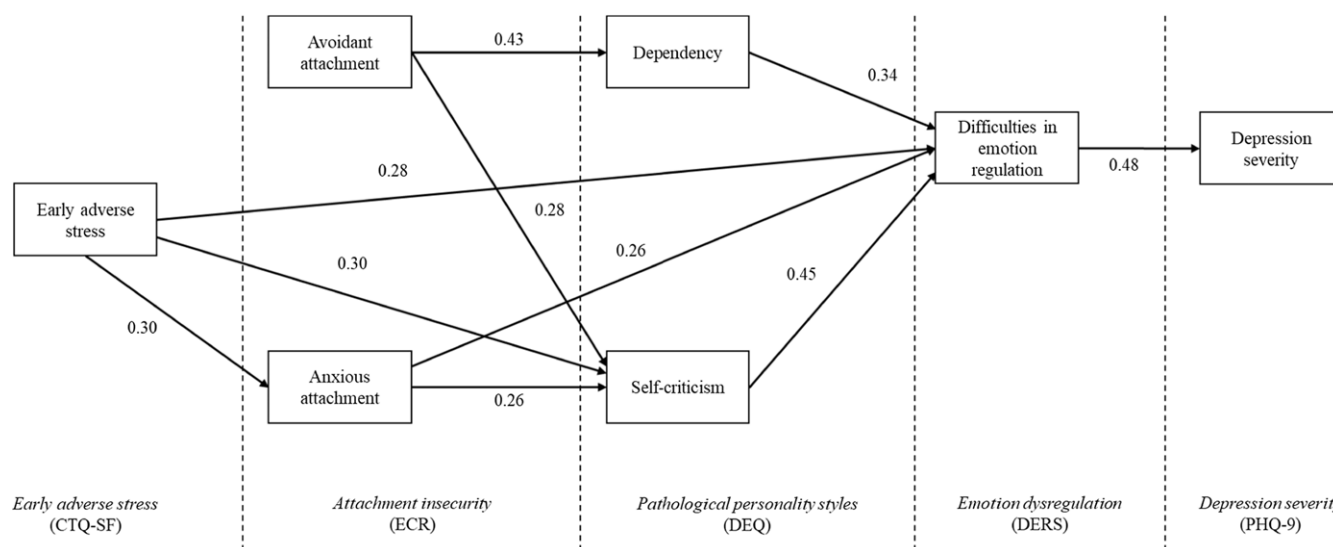 Avoidant
attachment
0.43
Dependency
0.34
Difficulties in
emotion
regulation
0.48
Depression
severity
Early adverse
stress
0.28
0.28
0.30
0.26
0.45
0.30
Anxious
attachment
0.26
Self-criticism
Early adverse stress
(CTQ-SF)
Attachment insecurity
(ECR)
Pathological personality styles
(DEQ)
Emotion dysregulation
(DERS)
Depression severity
(PHQ-9)